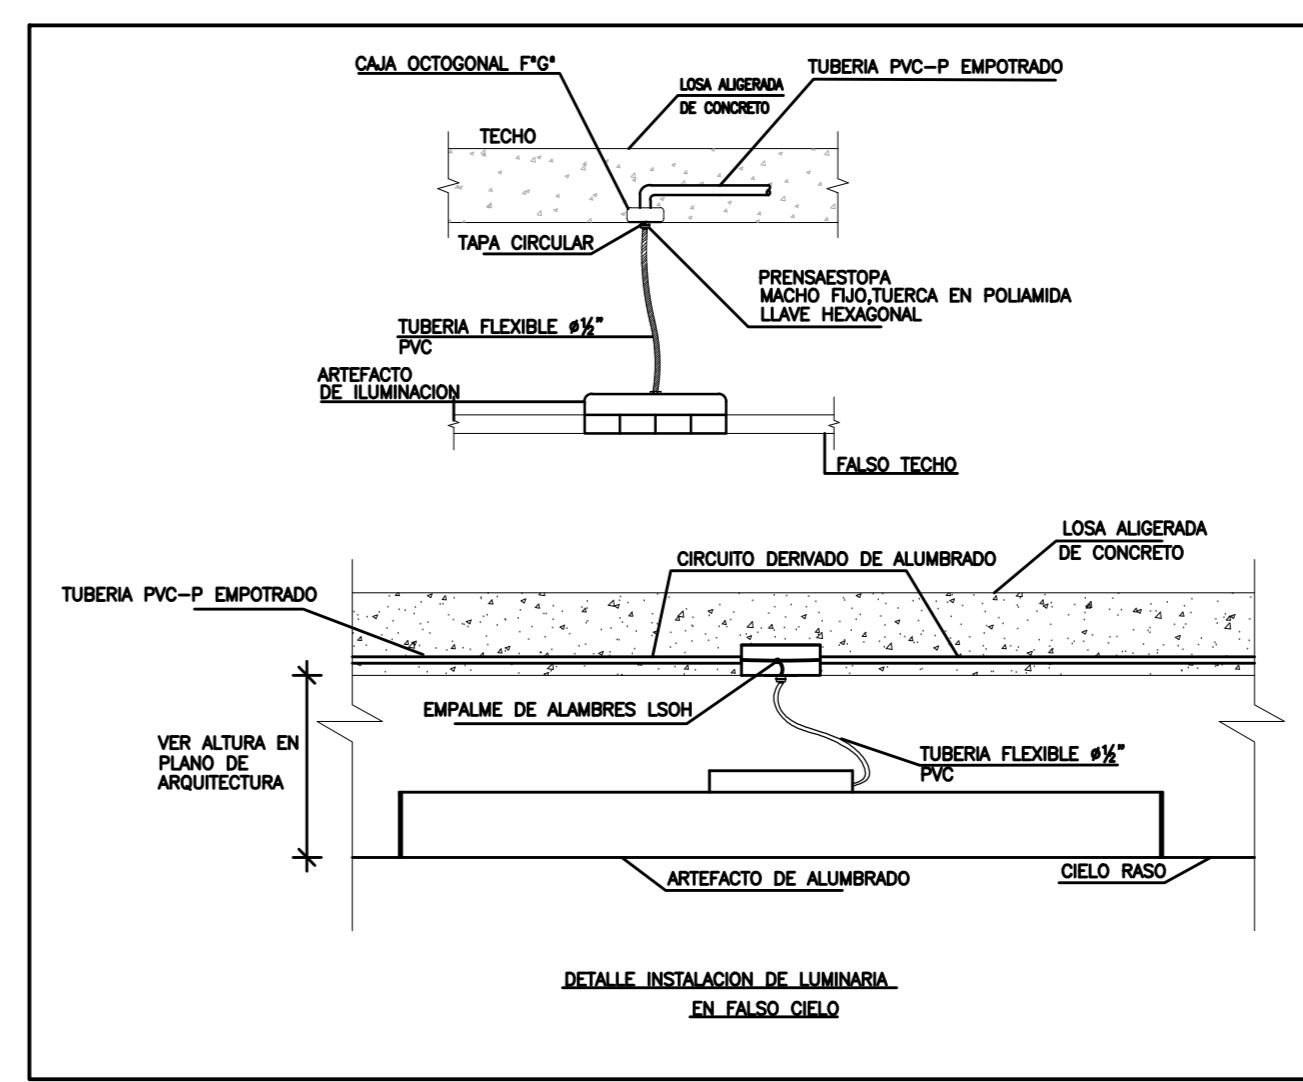 CAJA OCTOGONAL F°G°
TUBERIA PVC-P EMPOTRADO
LOSA ALIGERADA
DE CONCRETO
TECHO
TAPA CIRCULAR
PRENSAESTOPA
MACHO FIJO,TUERCA EN POLIAMIDA
LLAVE HEXAGONAL
TUBERIA FLEXIBLE ø½"
PVC
ARTEFACTO
DE ILUMINACION
FALSO TECHO
LOSA ALIGERADA
DE CONCRETO
CIRCUITO DERIVADO DE ALUMBRADO
TUBERIA PVC-P EMPOTRADO
EMPALME DE ALAMBRES LSOH
VER ALTURA EN
PLANO DE
ARQUITECTURA
TUBERIA FLEXIBLE ø½"
PVC
ARTEFACTO DE ALUMBRADO
CIELO RASO
DETALLE INSTALACION DE LUMINARIA
EN FALSO CIELO